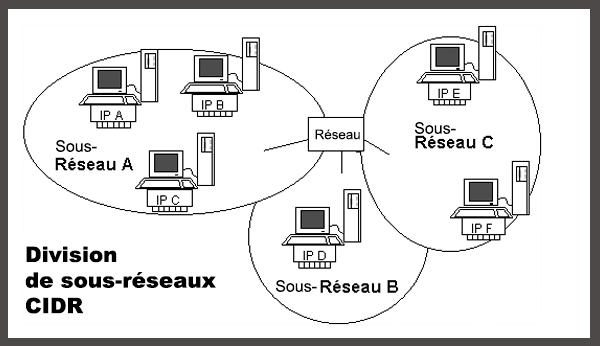 IP A
IP B
IP E
Sous-
Réseau A
Réseau
Sous-
Réseau C
IP C
IP F
IP D
Sous-Réseau B
Division
de sous-réseaux
CIDR